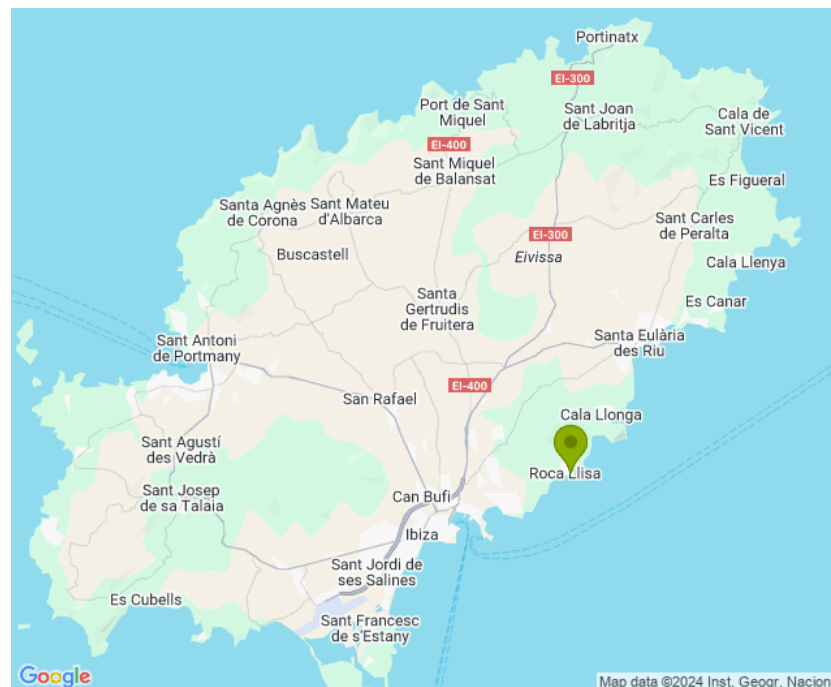 Portinatx
EI-300
Port de Sant
Miquel
Sant Joan
de Labritja
Cala de
Sant Vicent
EI-400
Sant Miquel
de Balansat
Es Figueral
Santa Agnès
de Corona
Sant Mateu
d'Albarca
Sant Carles
de Peralta
EI-300
Buscastell
Eivissa
Cala Llenya
Santa
Gertrudis
de Fruitera
Es Canar
Sant Antoni
de Portmany
Santa Eulària
des Riu
EI-400
San Rafael
Cala Llonga
Sant Agustí
des Vedrà
Roca Llisa
Sant Josep
de sa Talaia
Can Bufi
Ibiza
Sant Jordi de
ses Salines
Es Cubells
Sant Francesc
de s'Estany
Google
Map data ©2024 Inst. Geogr. Nacion